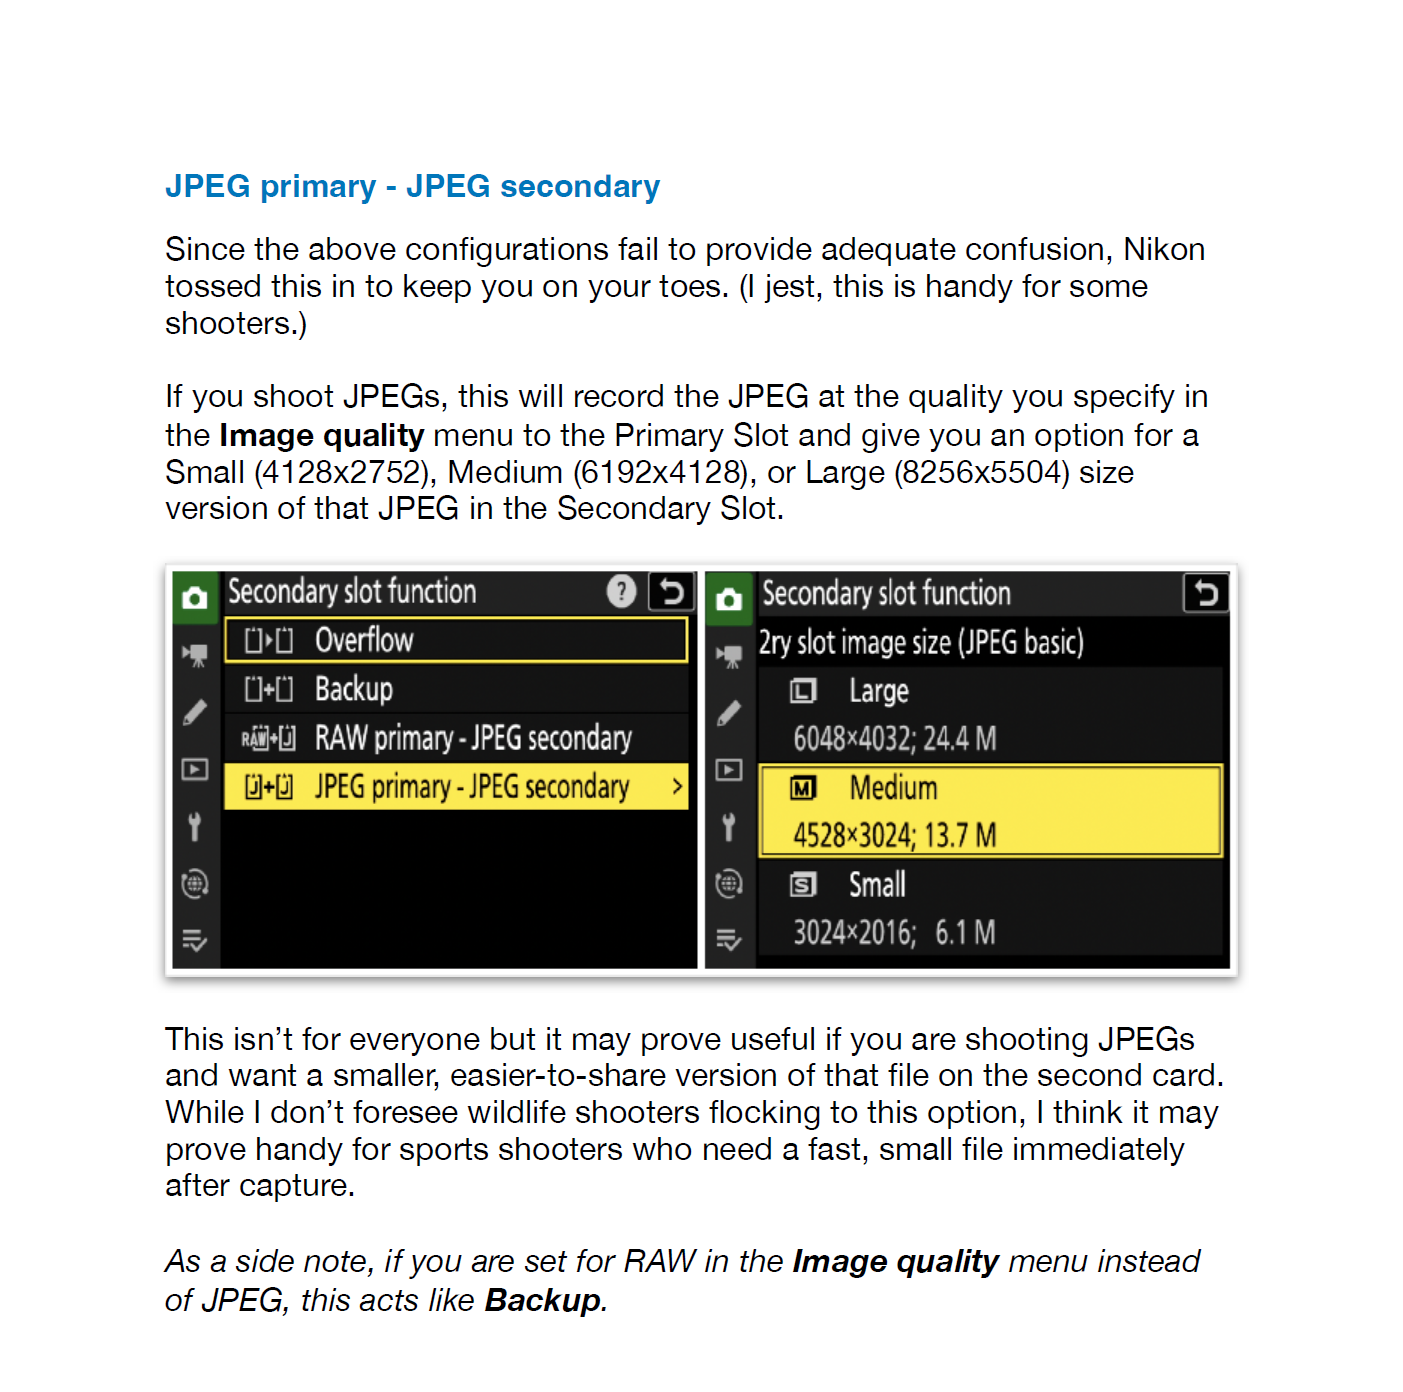 JPEG primary - JPEG secondary
Since the above configurations fail to provide adequate confusion, Nikon
tossed this in to keep you on your toes. (I jest, this is handy for some
shooters.)
If you shoot JPEGs, this will record the JPEG at the quality you specify in
the Image quality menu to the Primary Slot and give you an option for a
Small (4128x2752), Medium (6192x4128), or Large (8256x5504) size
version of that JPEG in the Secondary Slot.
Secondary slot function ?
Overflow
Backup
RAW+J RAW primary - JPEG secondary
J+J JPEG primary - JPEG secondary >
Secondary slot function
2ry slot image size (JPEG basic)
L Large
6048×4032; 24.4 M
M Medium
4528×3024; 13.7 M
S Small
3024×2016; 6.1 M
This isn’t for everyone but it may prove useful if you are shooting JPEGs
and want a smaller, easier-to-share version of that file on the second card.
While I don’t foresee wildlife shooters flocking to this option, I think it may
prove handy for sports shooters who need a fast, small file immediately
after capture.
As a side note, if you are set for RAW in the Image quality menu instead
of JPEG, this acts like Backup.